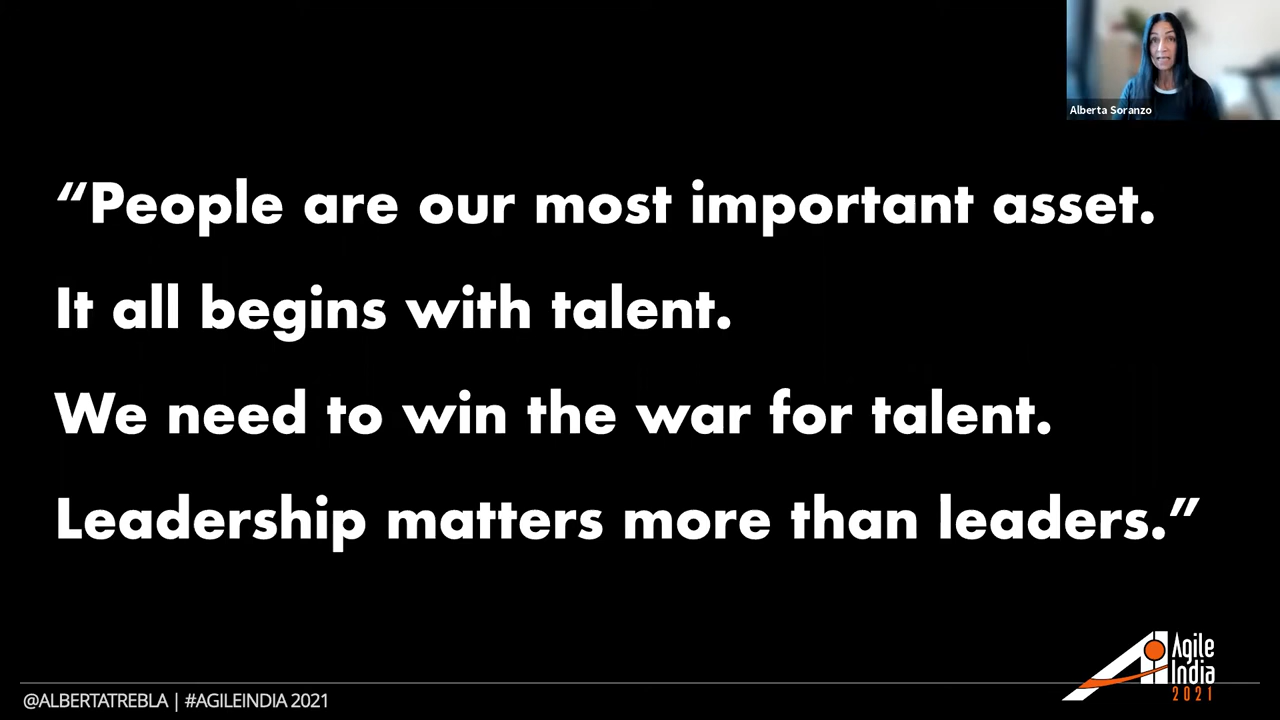 Alberta Soranzo
“People are our most important asset.
It all begins with talent.
We need to win the war for talent.
Leadership matters more than leaders.”
Agile
India
2021
@ALBERTATREBLA | #AGILEINDIA 2021